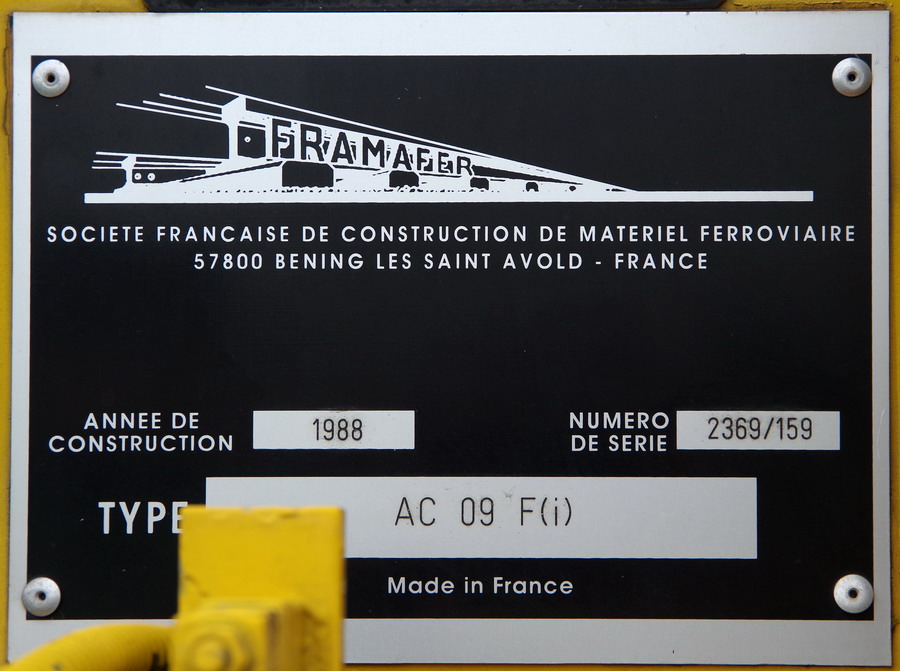 FRAMAFER
SOCIETE FRANCAISE DE CONSTRUCTION DE MATERIEL FERROVIAIRE
57800 BENING LES SAINT AVOLD - FRANCE
ANNEE DE
CONSTRUCTION
1988
NUMERO
DE SERIE
2369/159
TYPE
AC 09 F(i)
Made in France